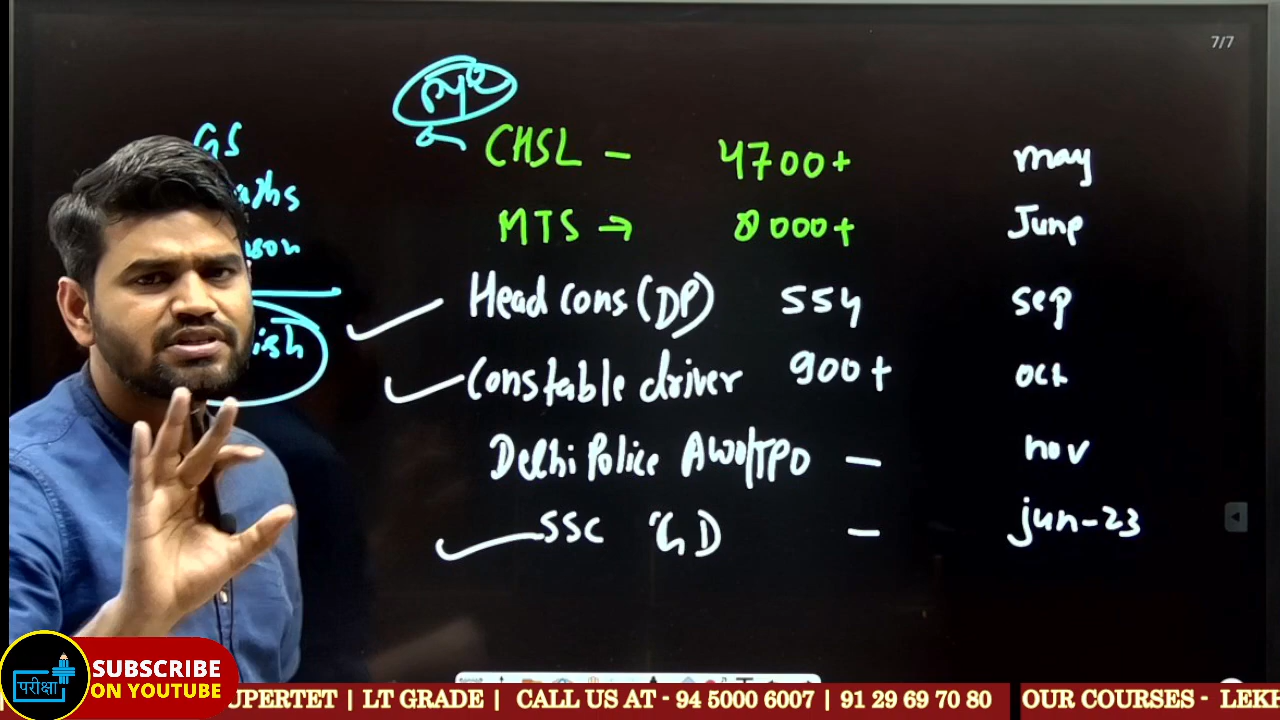 7/7
GS
CHSL - 4700+ may
MTS → 8000+ June
Head cons (DP) 554 sep
Constable driver 900+ oct
Delhi Police AWO/TPO - nov
SSC GD - jun-23
परीक्षा
SUBSCRIBE
ON YOUTUBE
UPERTET | LT GRADE | CALL US AT - 94 5000 6007 | 91 29 69 70 80 OUR COURSES - LEKH